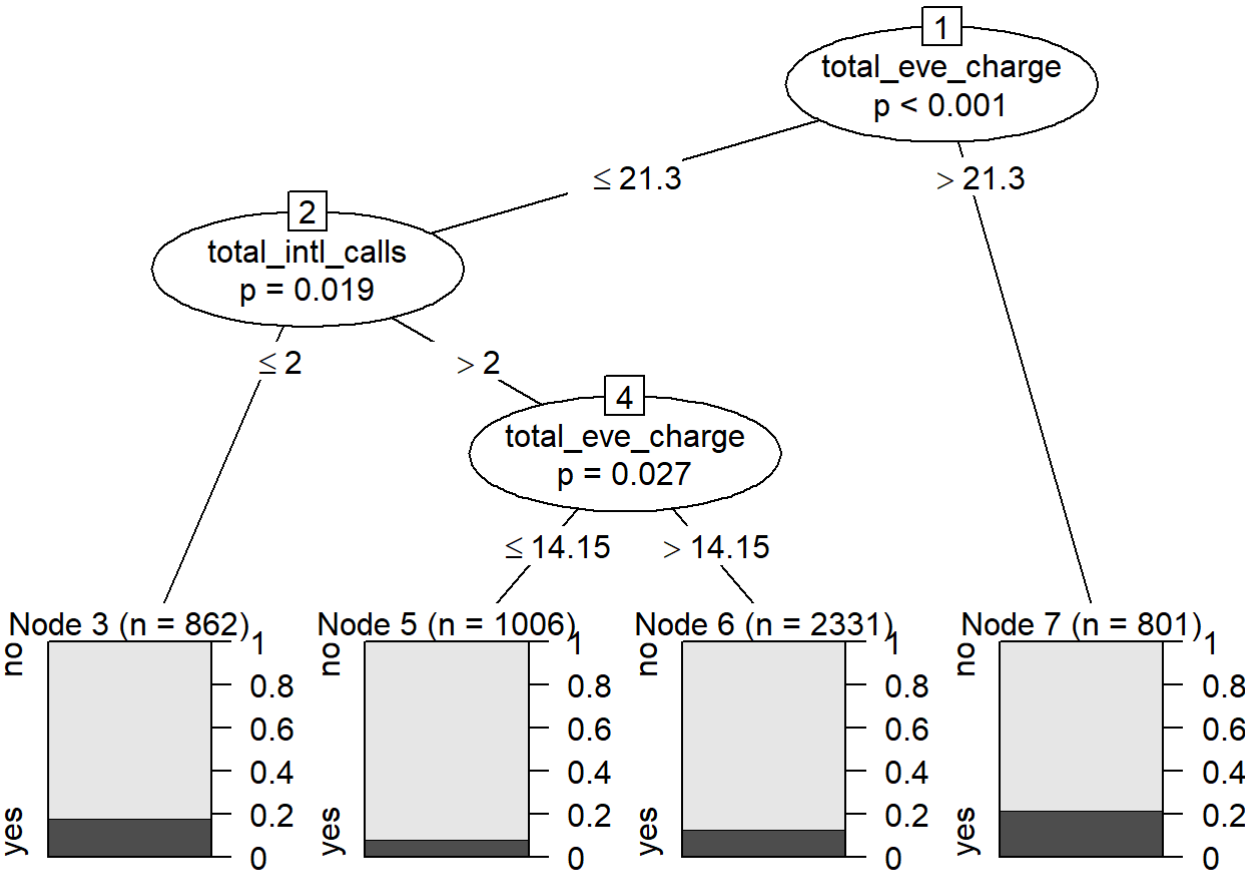 1
total_eve_charge
p < 0.001
≤ 21.3
> 21.3
2
total_intl_calls
p = 0.019
≤ 2
> 2
4
total_eve_charge
p = 0.027
≤ 14.15
> 14.15
Node 3 (n = 862)
no
yes
1
0.8
0.6
0.4
0.2
0
Node 5 (n = 1006)
no
yes
1
0.8
0.6
0.4
0.2
0
Node 6 (n = 2331)
no
yes
1
0.8
0.6
0.4
0.2
0
Node 7 (n = 801)
no
yes
1
0.8
0.6
0.4
0.2
0